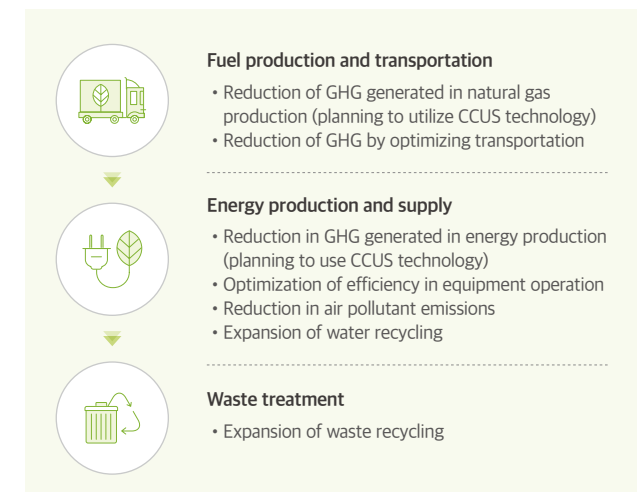 Fuel production and transportation
• Reduction of GHG generated in natural gas
production (planning to utilize CCUS technology)
• Reduction of GHG by optimizing transportation
Energy production and supply
• Reduction in GHG generated in energy production
(planning to use CCUS technology)
• Optimization of efficiency in equipment operation
• Reduction in air pollutant emissions
• Expansion of water recycling
Waste treatment
• Expansion of waste recycling